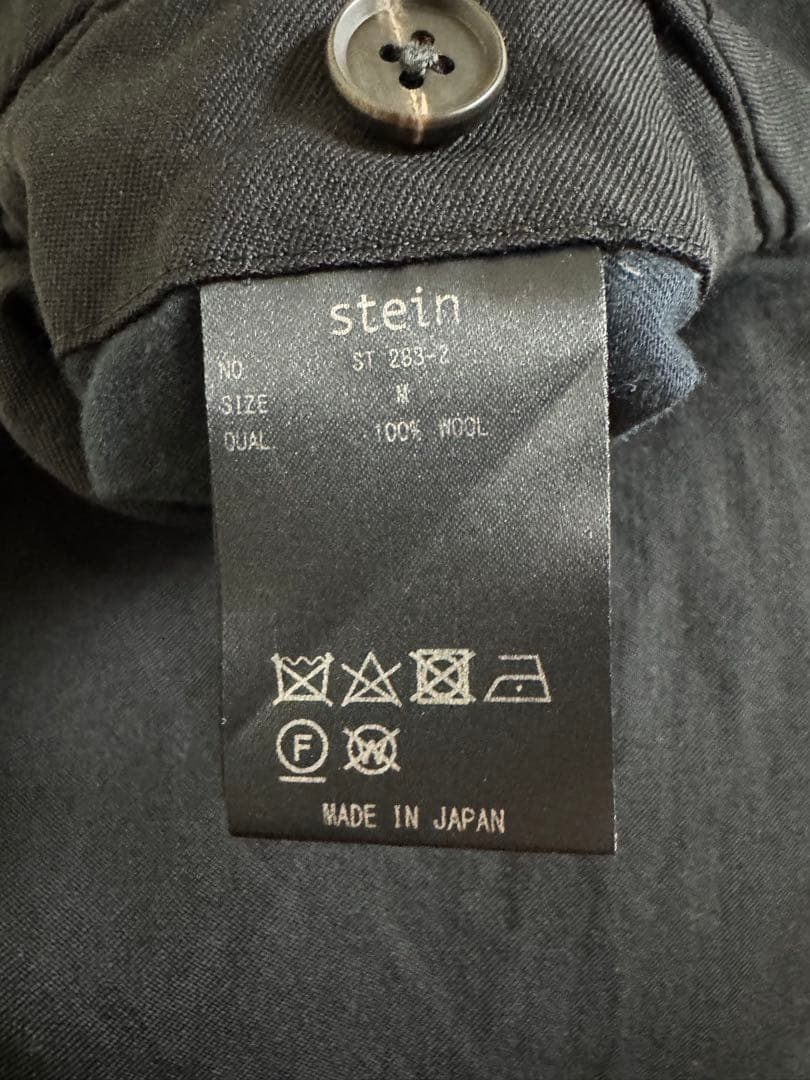 stein
NO ST 283-2
SIZE M
QUAL. 100% WOOL
F W
MADE IN JAPAN